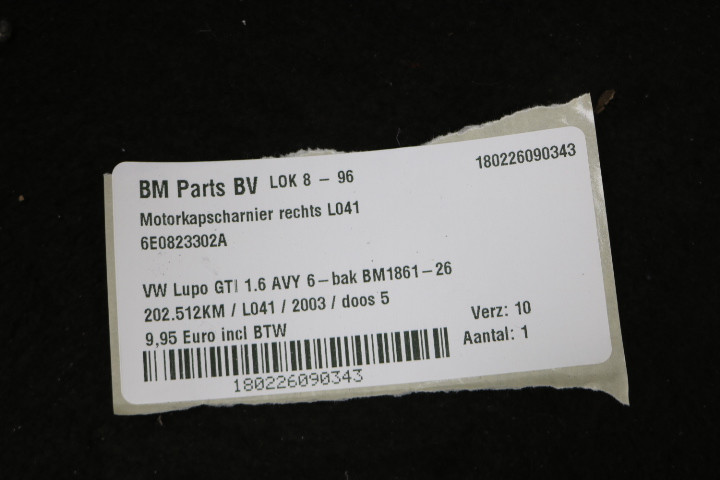 BM Parts BV LOK 8 – 96
180226090343
Motorkapscharnier rechts L041
6E0823302A
VW Lupo GTI 1.6 AVY 6–bak BM1861–26
202.512KM / L041 / 2003 / doos 5
Verz: 10
9,95 Euro incl BTW
Aantal: 1
180226090343